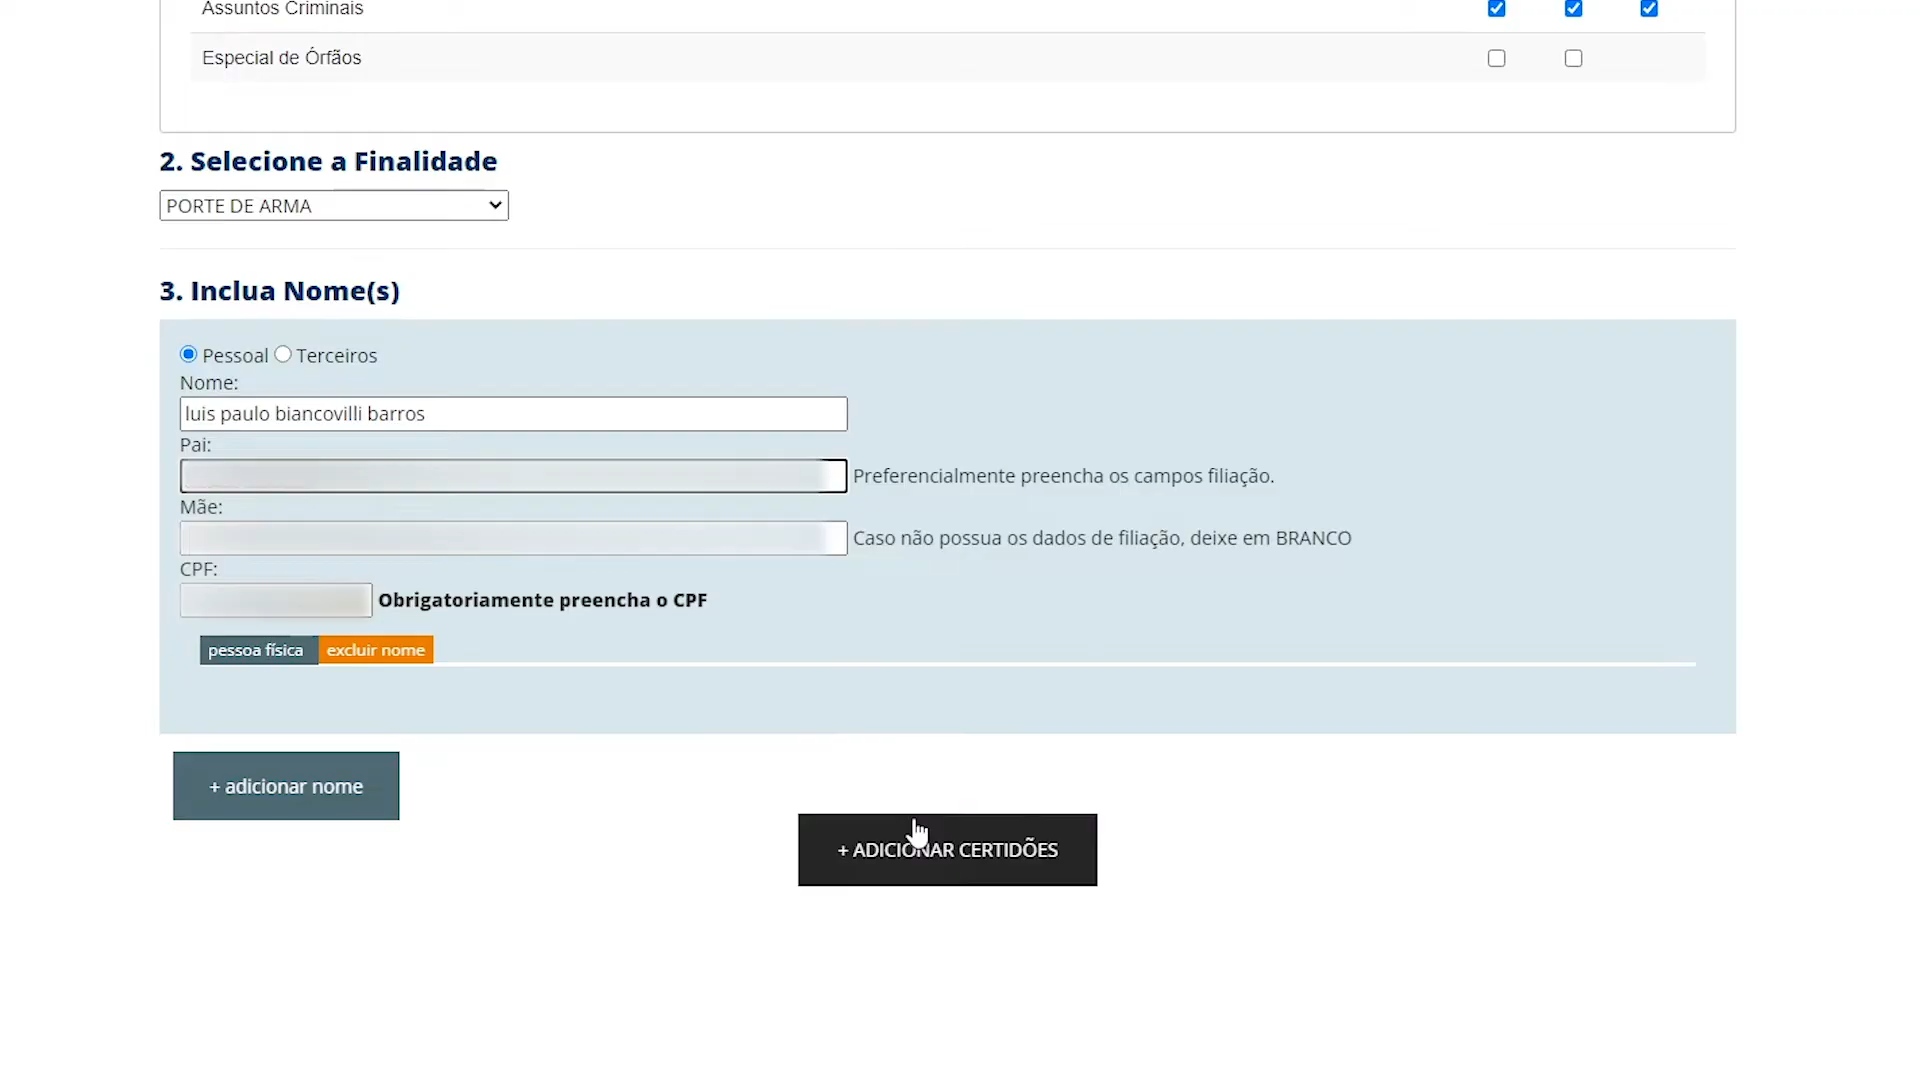 Assuntos Criminais
Especial de Órfãos
2. Selecione a Finalidade
PORTE DE ARMA
3. Inclua Nome(s)
Pessoal Terceiros
Nome:
luis paulo biancovilli barros
Pai:
Preferencialmente preencha os campos filiação.
Mãe:
Caso não possua os dados de filiação, deixe em BRANCO
CPF:
Obrigatoriamente preencha o CPF
pessoa física excluir nome
+ adicionar nome
+ ADICIONAR CERTIDÕES